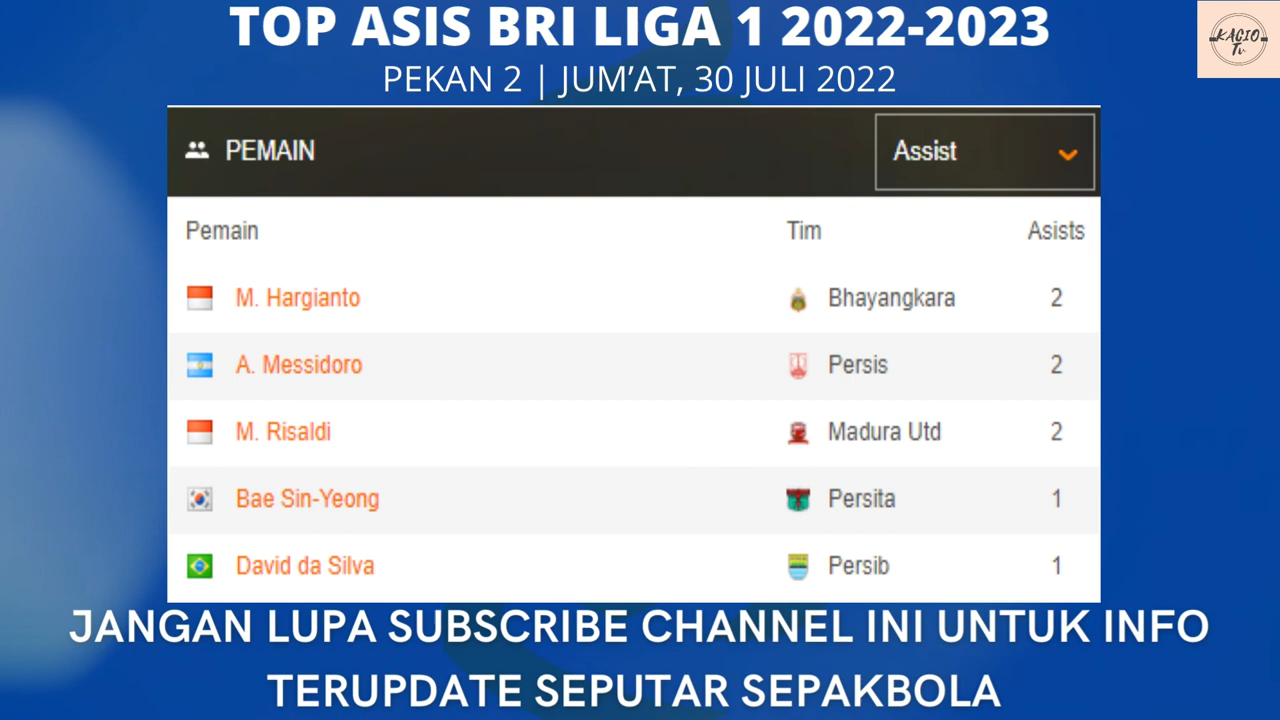 TOP ASIS BRI LIGA 1 2022-2023
KAGIO
Tv
PEKAN 2 | JUM'AT, 30 JULI 2022
PEMAIN Assist
Pemain Tim Asists
M. Hargianto Bhayangkara 2
A. Messidoro Persis 2
M. Risaldi Madura Utd 2
Bae Sin-Yeong Persita 1
David da Silva Persib 1
JANGAN LUPA SUBSCRIBE CHANNEL INI UNTUK INFO
TERUPDATE SEPUTAR SEPAKBOLA